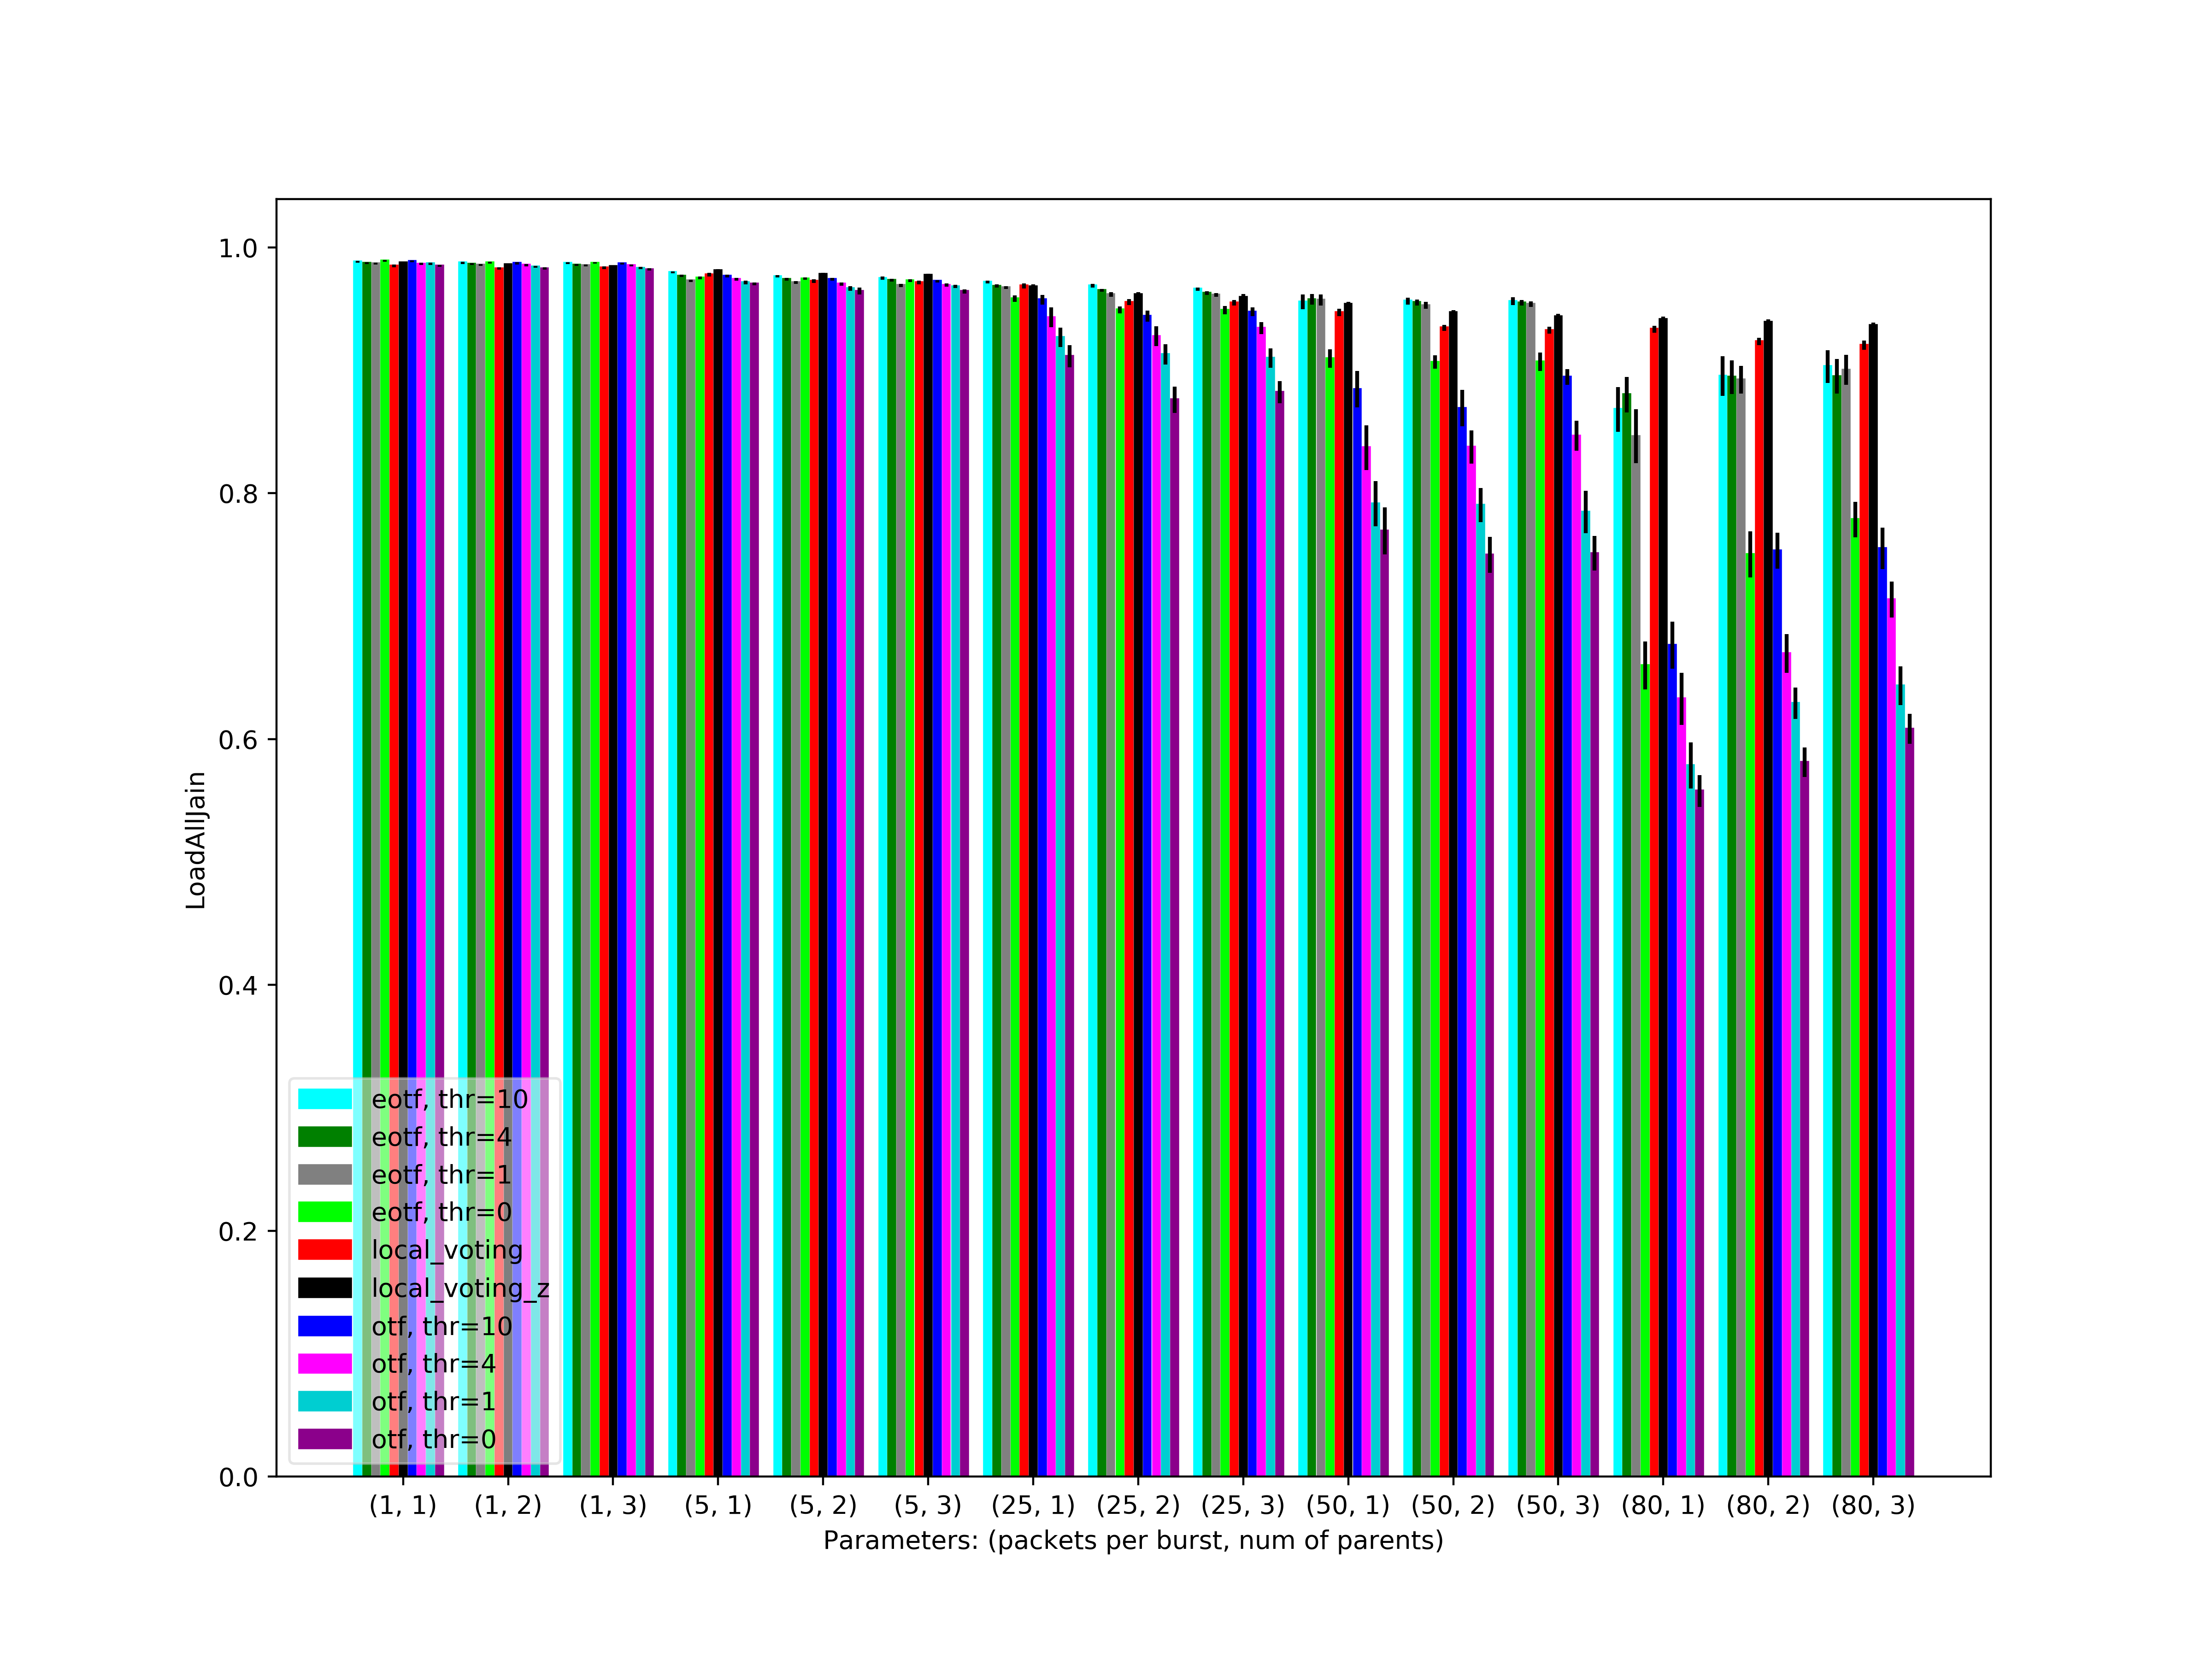 1.0
0.8
0.6
0.4
0.2
0.0
LoadAllJain
eotf, thr=10
eotf, thr=4
eotf, thr=1
eotf, thr=0
local_voting
local_voting_z
otf, thr=10
otf, thr=4
otf, thr=1
otf, thr=0
(1, 1) (1, 2) (1, 3) (5, 1) (5, 2) (5, 3) (25, 1) (25, 2) (25, 3) (50, 1) (50, 2) (50, 3) (80, 1) (80, 2) (80, 3)
Parameters: (packets per burst, num of parents)